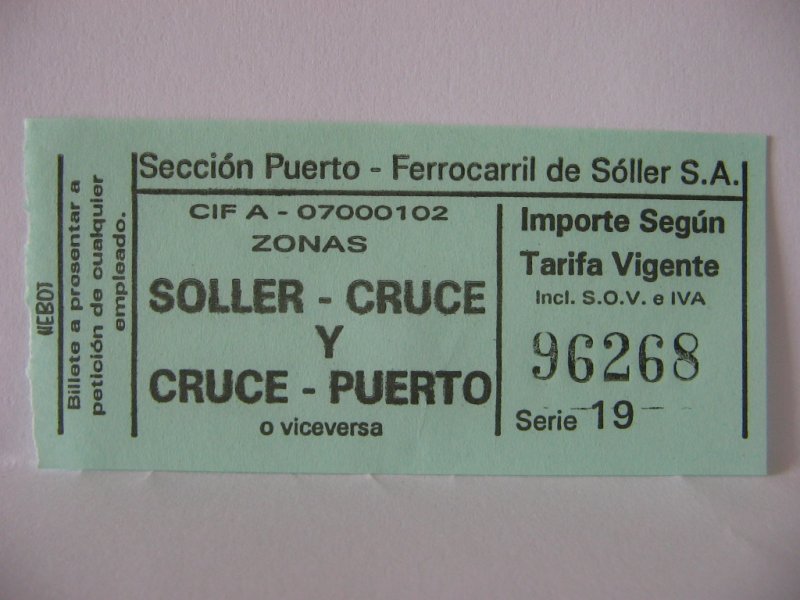 Sección Puerto - Ferrocarril de Sóller S.A.
CIF A - 07000102
ZONAS
SOLLER - CRUCE
Y
CRUCE - PUERTO
o viceversa
Importe Según
Tarifa Vigente
Incl. S.O.V. e IVA
96268
Serie 19
NEBOT
Billete a presentar a
petición de cualquier
empleado.